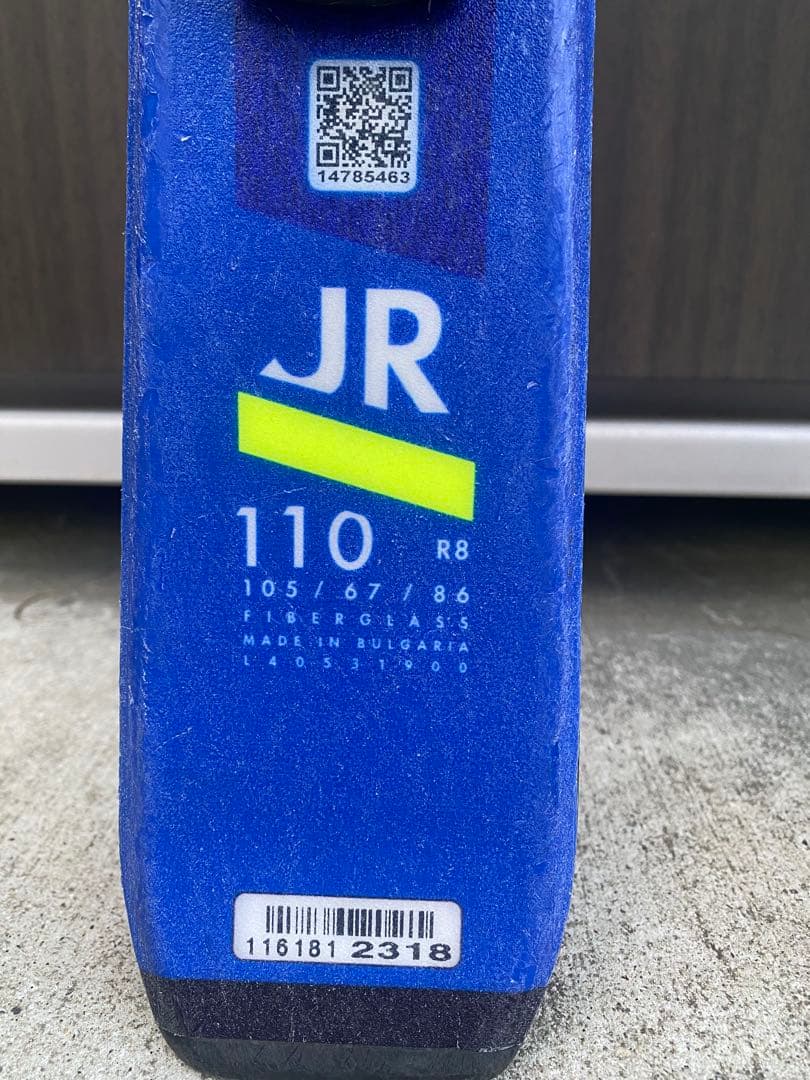 14785463
JR
110 R8
105 / 67 / 86
FIBERGLASS
MADE IN BULGARIA
L40531900
116181 2318